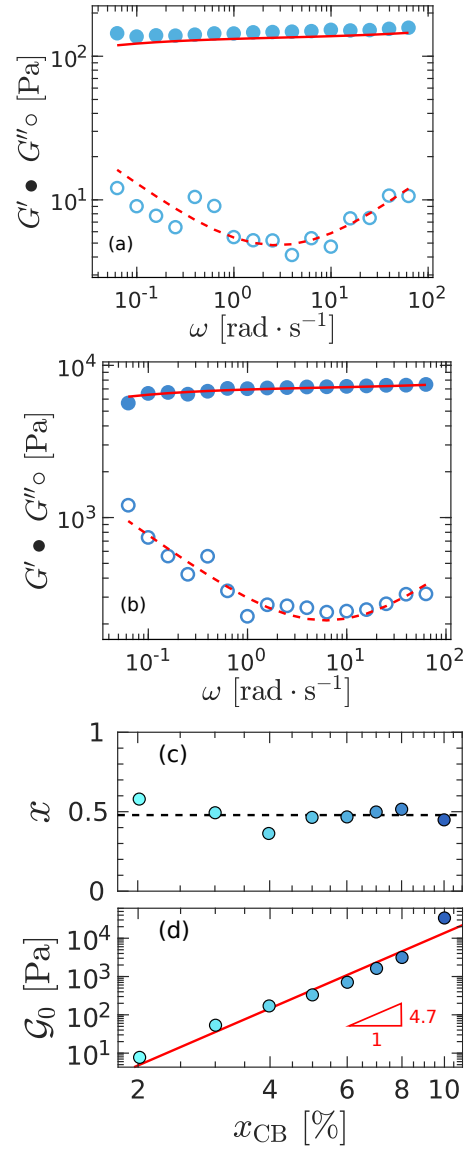 10²
10¹
G′ ● G″ ○ [Pa]
(a)
10⁻¹ 10⁰ 10¹ 10²
ω [rad · s⁻¹]
10⁴
10³
G′ ● G″ ○ [Pa]
(b)
10⁻¹ 10⁰ 10¹ 10²
ω [rad · s⁻¹]
1
0.5
0
x
(c)
10⁴
10³
10²
10¹
𝒢₀ [Pa]
(d)
4.7
1
2 4 6 8 10
x_CB [%]